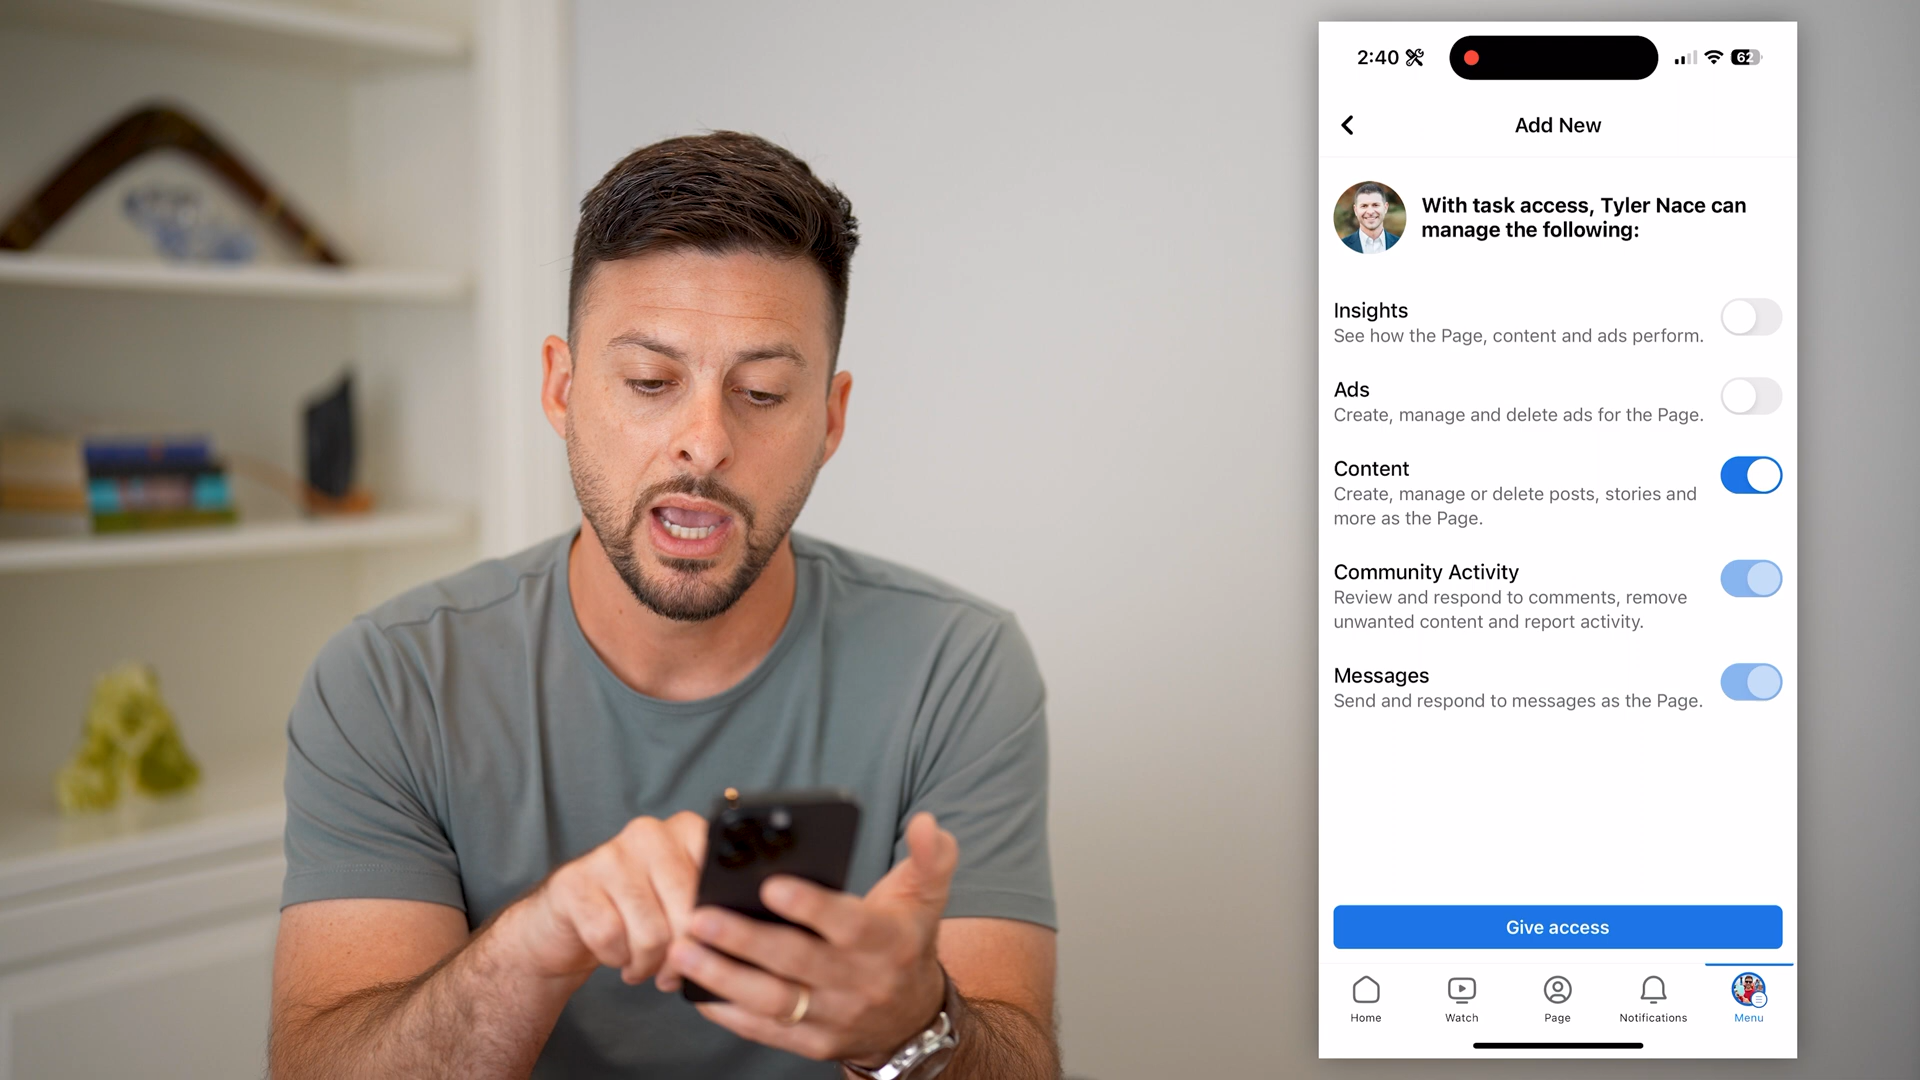 2:40
62
Add New
With task access, Tyler Nace can
manage the following:
Insights
See how the Page, content and ads perform.
Ads
Create, manage and delete ads for the Page.
Content
Create, manage or delete posts, stories and
more as the Page.
Community Activity
Review and respond to comments, remove
unwanted content and report activity.
Messages
Send and respond to messages as the Page.
Give access
Home
Watch
Page
Notifications
Menu